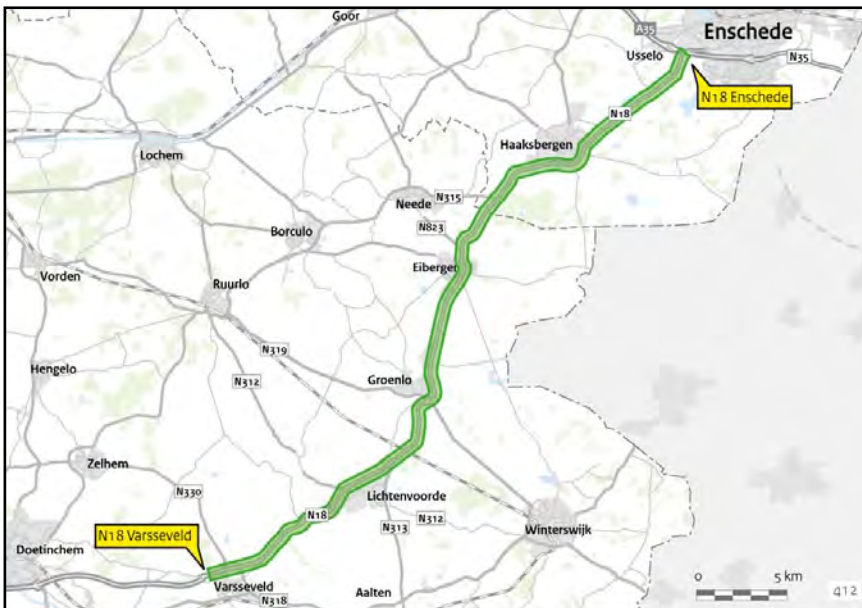 Goor
A35
Enschede
Usselo
N35
N18 Enschede
N18
Haaksbergen
Lochem
N315
Neede
N823
Borculo
Eibergen
Vorden
Ruurlo
N319
N312
Groenlo
Hengelo
Zelhem
N330
Lichtenvoorde
N18
N312
N313
Winterswijk
N18 Varsseveld
Doetinchem
Varsseveld
N318
Aalten
0 5 km
412